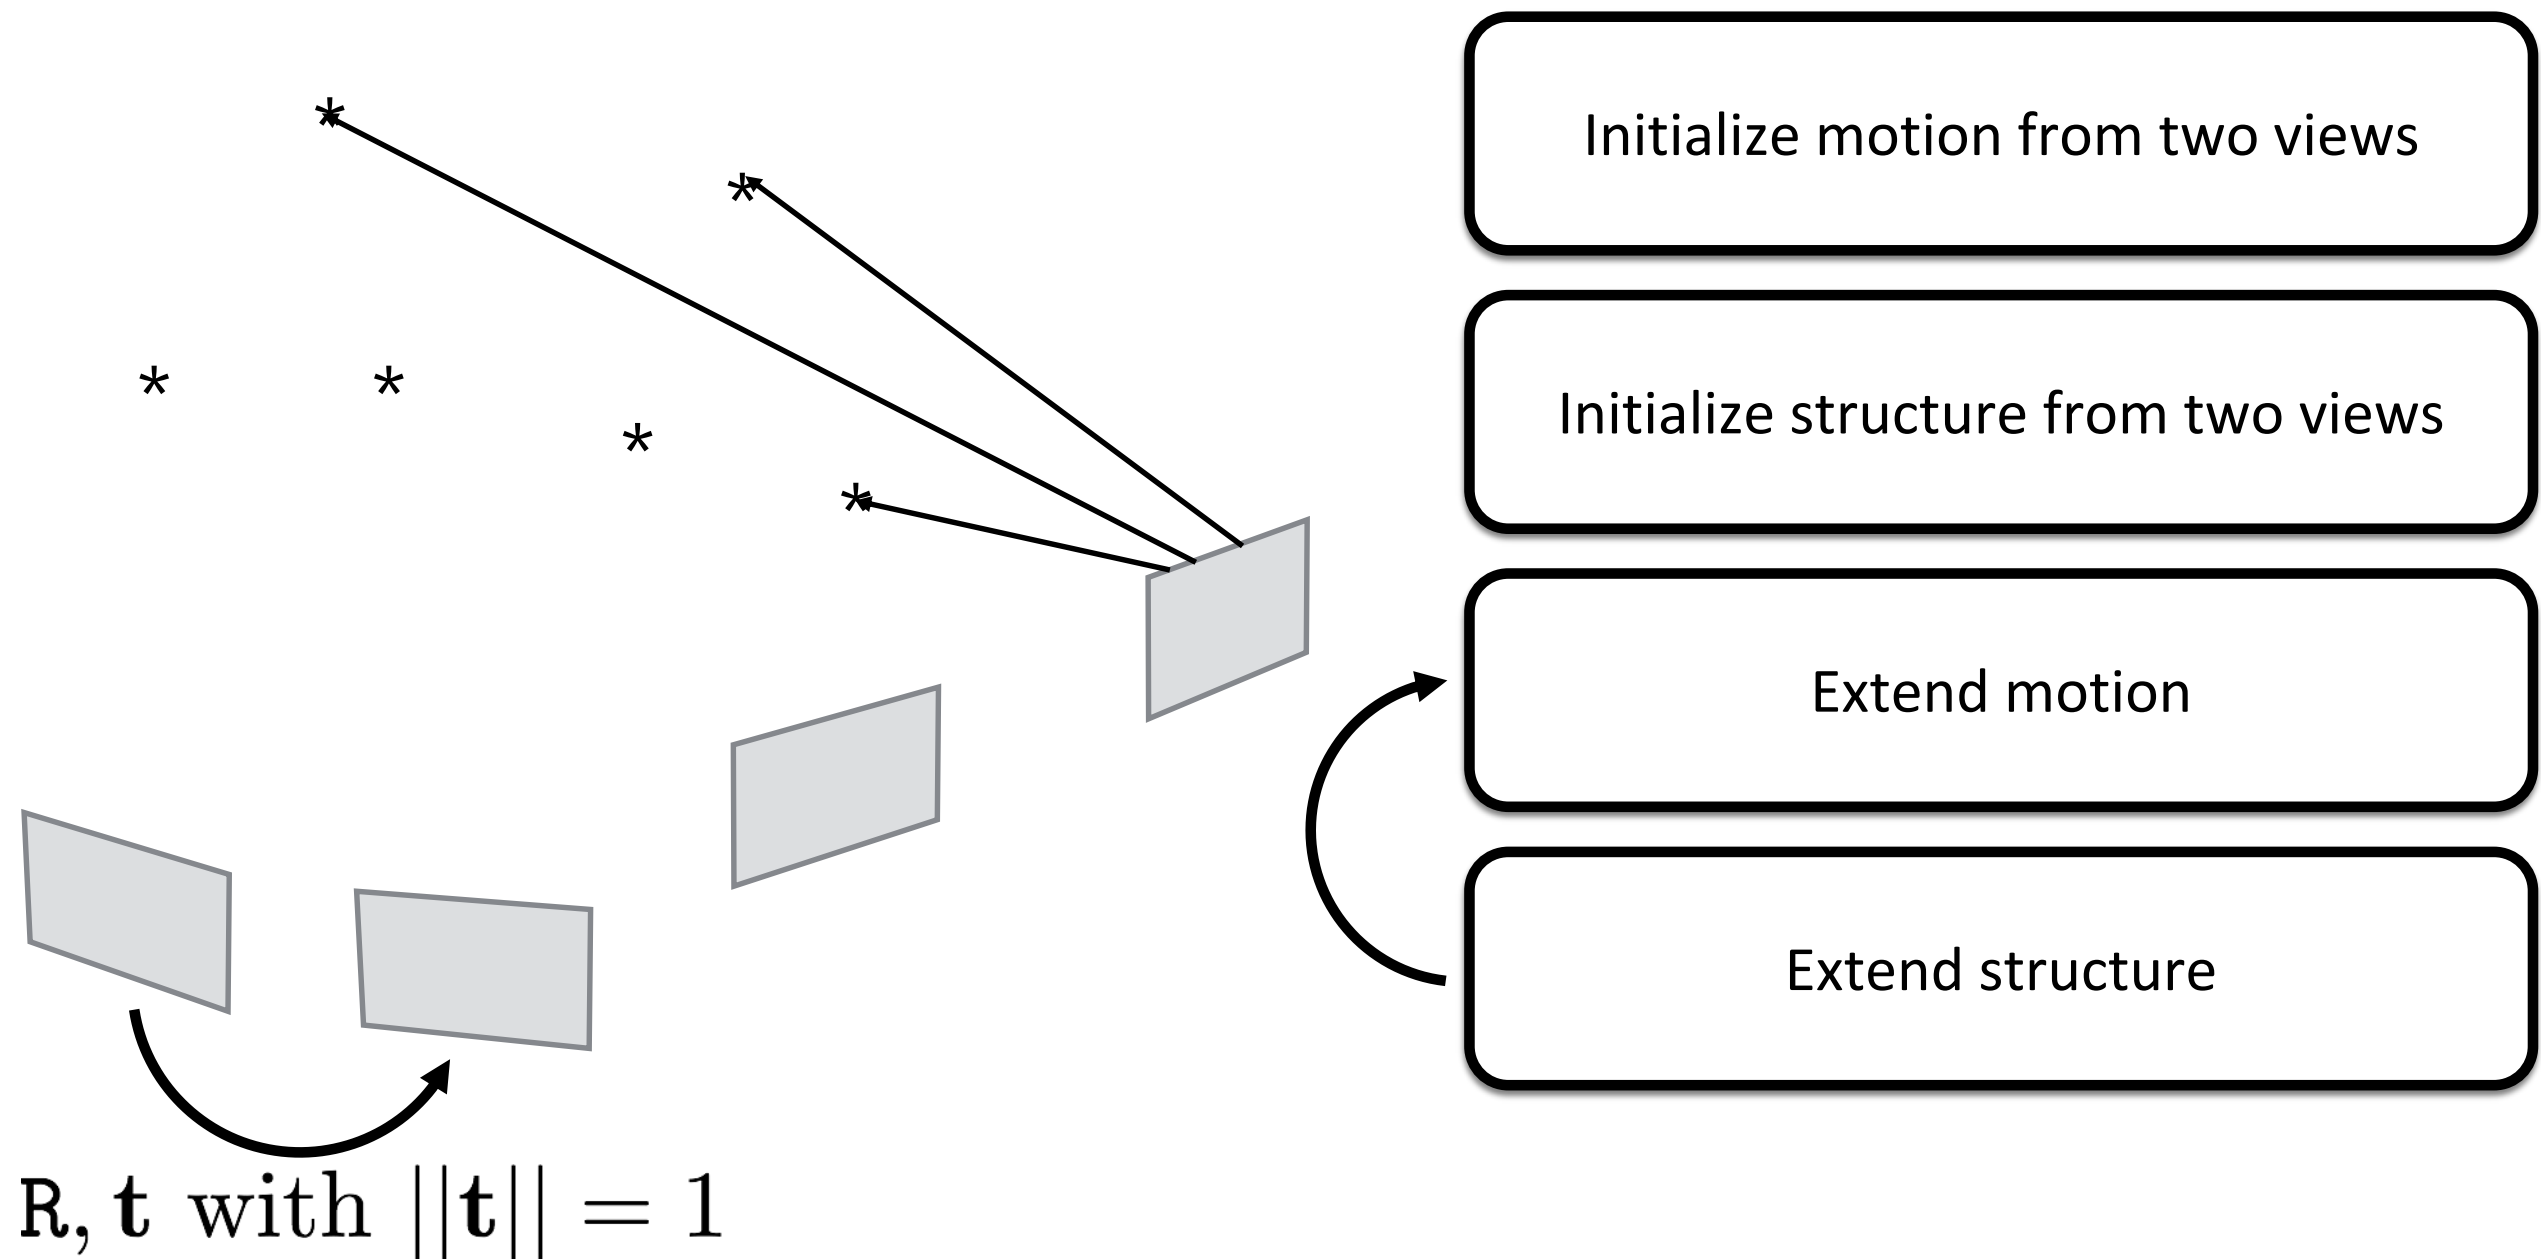 Initialize motion from two views
Initialize structure from two views
Extend motion
Extend structure
R, t with ||t|| = 1